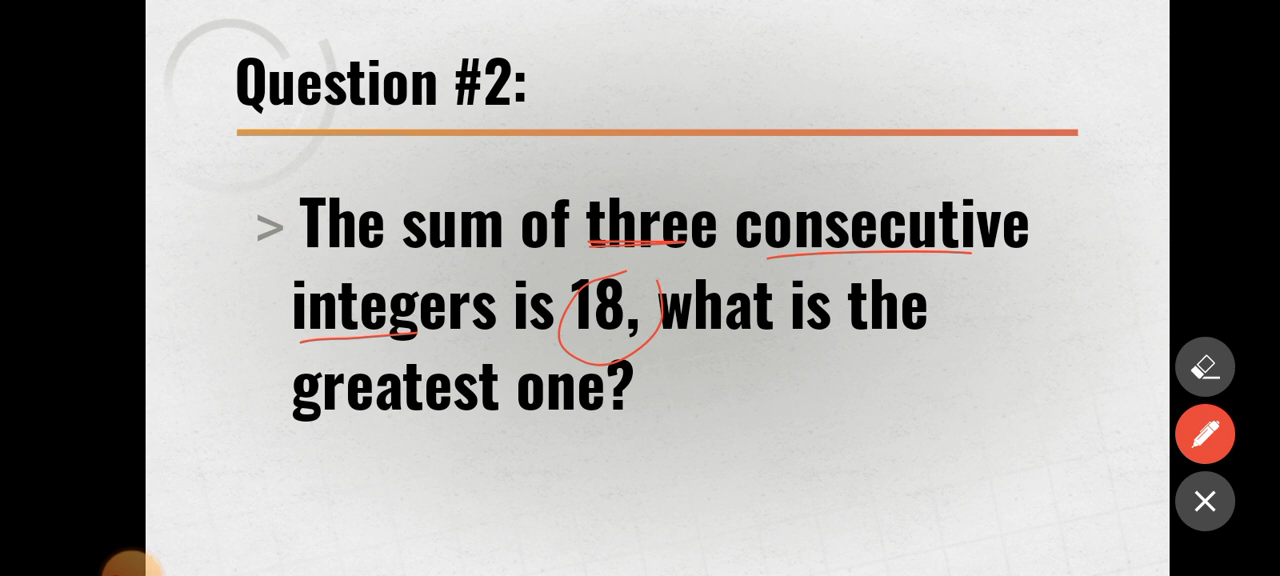 Question #2:
> The sum of three consecutive
integers is 18, what is the
greatest one?